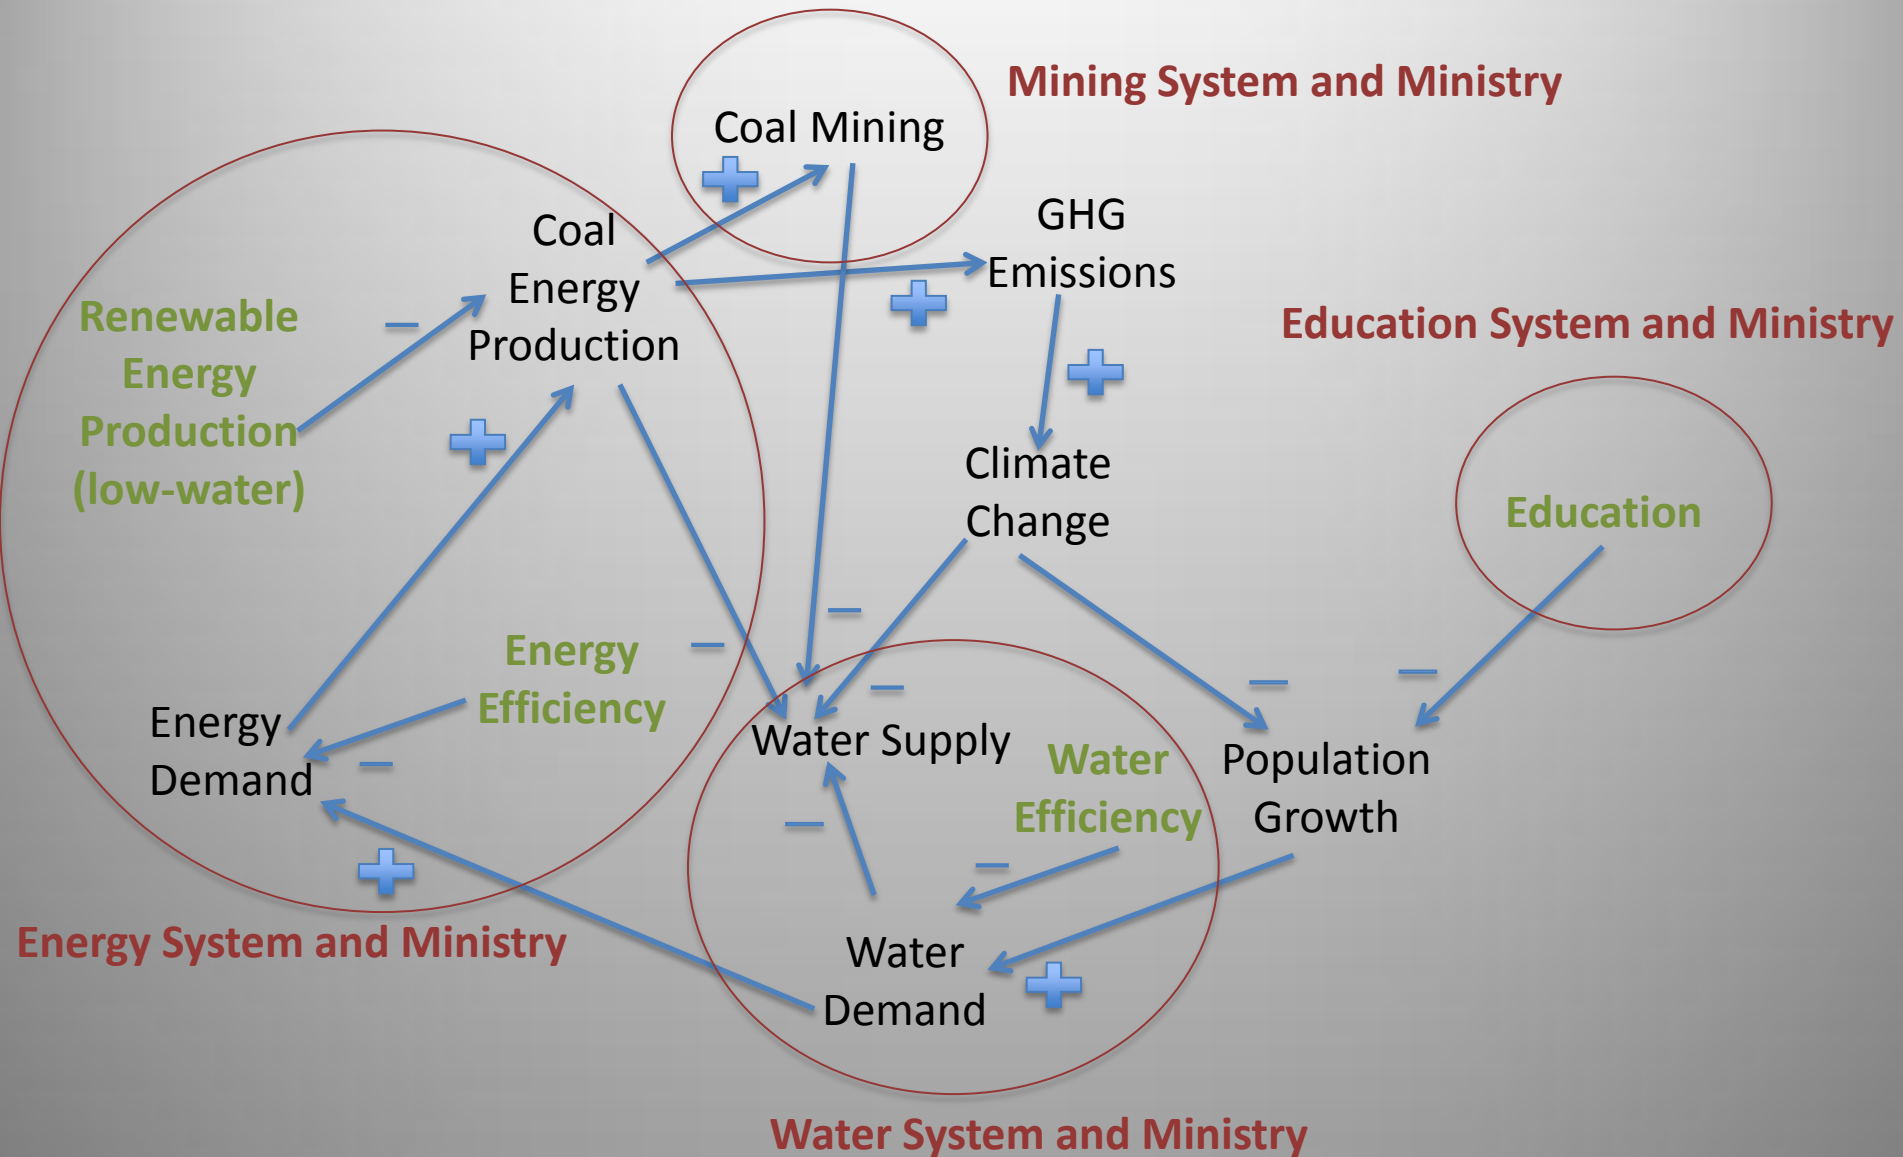 Mining System and Ministry
Coal Mining
Coal
Energy
Production
GHG
Emissions
Renewable
Energy
Production
(low-water)
Education System and Ministry
Climate
Change
Education
Energy
Efficiency
Energy
Demand
Water Supply
Water
Efficiency
Population
Growth
Energy System and Ministry
Water
Demand
Water System and Ministry